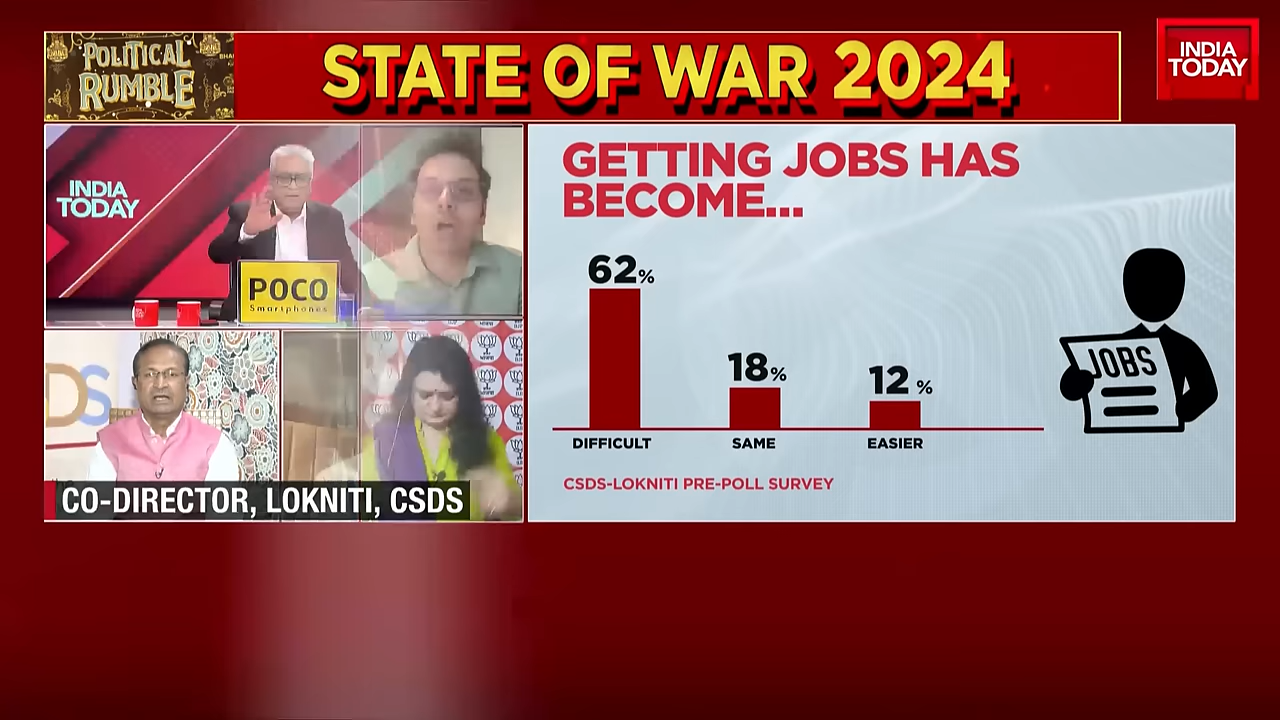 POLITICAL
RUMBLE
STATE OF WAR 2024
INDIA
TODAY
INDIA
TODAY
POCO
Smartphones
DS
CO-DIRECTOR, LOKNITI, CSDS
GETTING JOBS HAS
BECOME...
62%
18%
12 %
DIFFICULT
SAME
EASIER
JOBS
CSDS-LOKNITI PRE-POLL SURVEY